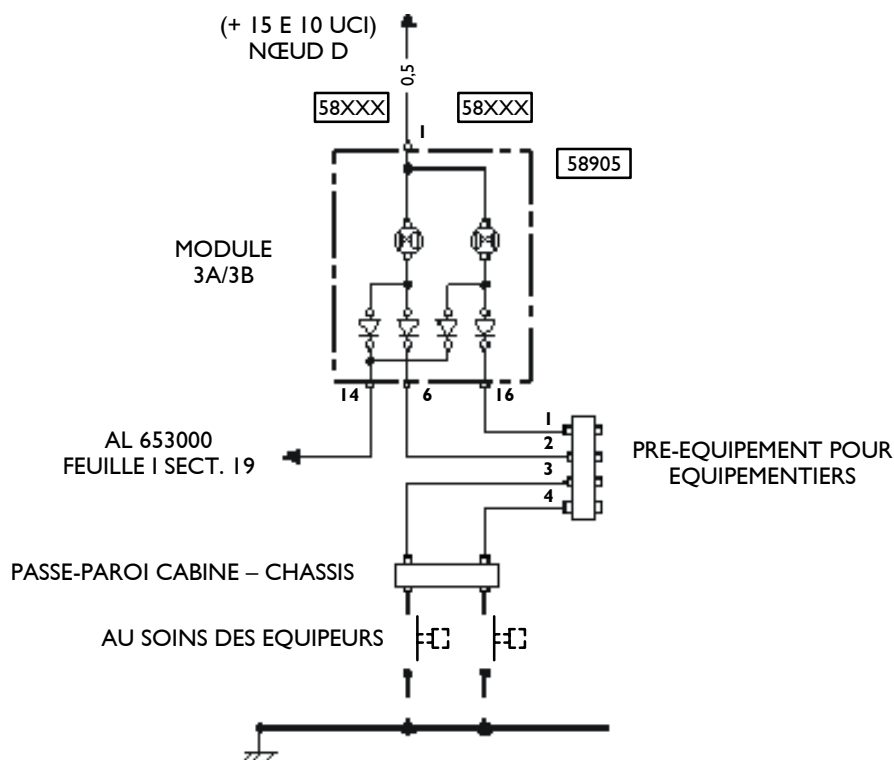 (+ 15 E 10 UCI)
NŒUD D
0,5
58XXX
58XXX
1
58905
MODULE
3A/3B
14
6
16
1
2
3
4
AL 653000
FEUILLE I SECT. 19
PRE-EQUIPEMENT POUR
EQUIPEMENTIERS
PASSE-PAROI CABINE – CHASSIS
AU SOINS DES EQUIPEURS